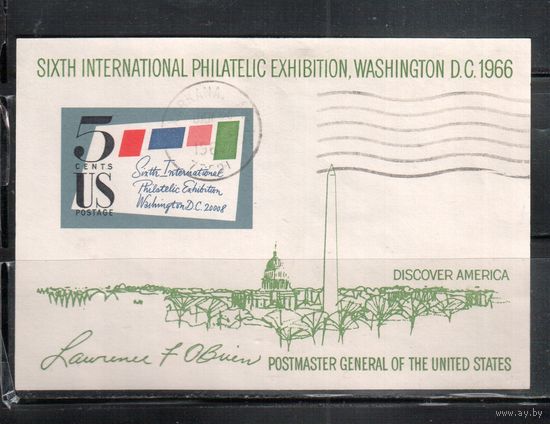 SIXTH INTERNATIONAL PHILATELIC EXHIBITION, WASHINGTON D.C. 1966
5
CENTS
US
POSTAGE
Sixth International
Philatelic Exhibition
Washington D.C. 20008
DISCOVER AMERICA
Lawrence F O'Brien
POSTMASTER GENERAL OF THE UNITED STATES
ay.by